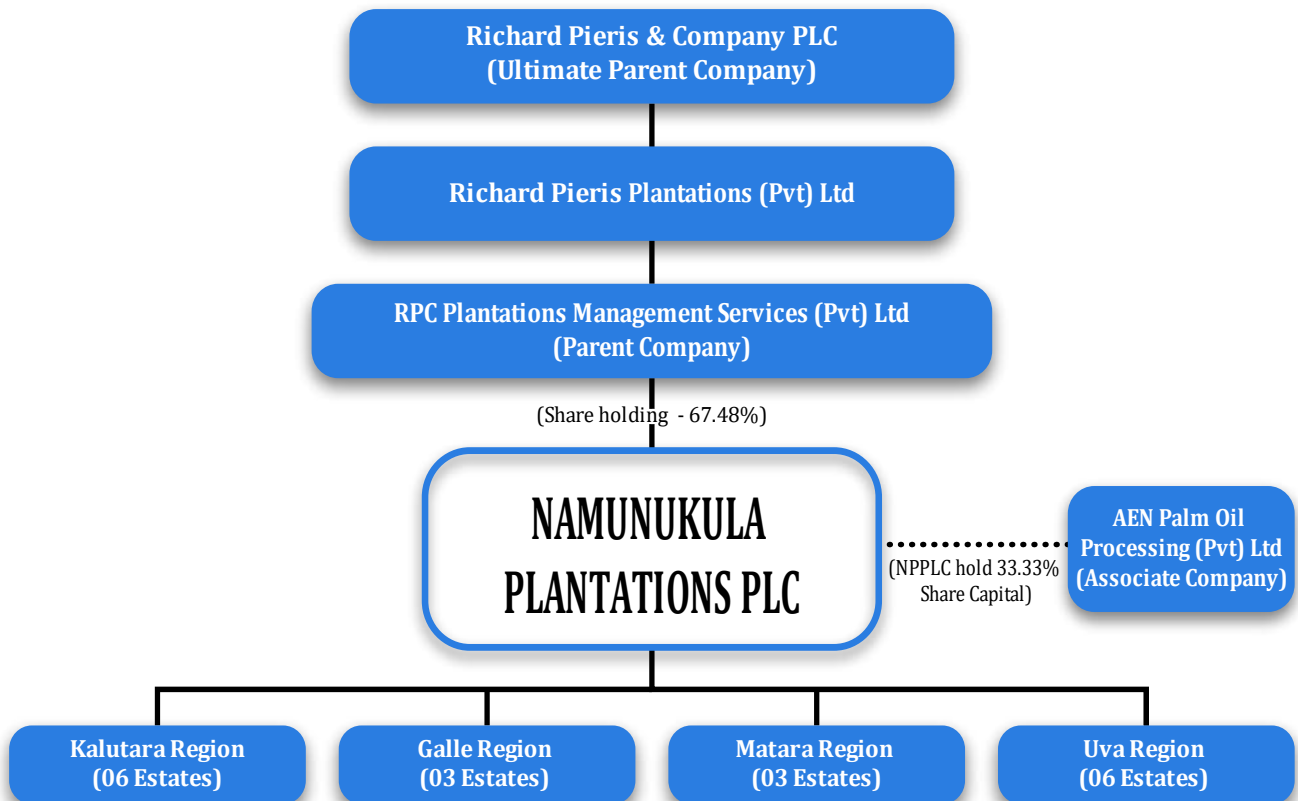 Richard Pieris & Company PLC
(Ultimate Parent Company)
Richard Pieris Plantations (Pvt) Ltd
RPC Plantations Management Services (Pvt) Ltd
(Parent Company)
(Share holding - 67.48%)
NAMUNUKULA
PLANTATIONS PLC
AEN Palm Oil
Processing (Pvt) Ltd
(Associate Company)
(NPPLC hold 33.33%
Share Capital)
Kalutara Region
(06 Estates)
Galle Region
(03 Estates)
Matara Region
(03 Estates)
Uva Region
(06 Estates)